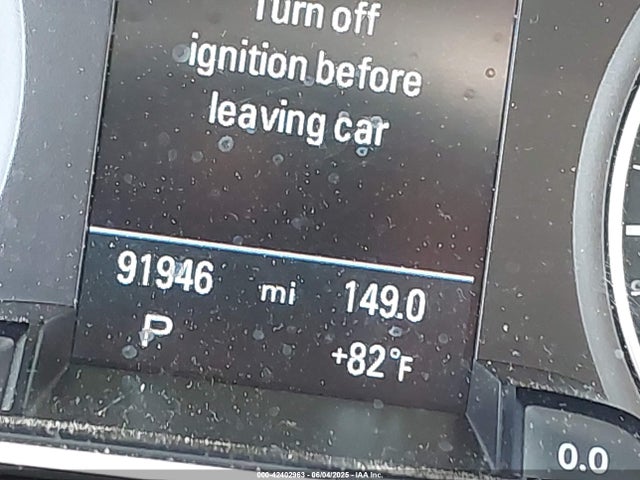 Turn off
ignition before
leaving car
91946 mi 149.0
P
+82°F
0.0
000-42402963 - 06/04/2025 - IAA Inc.